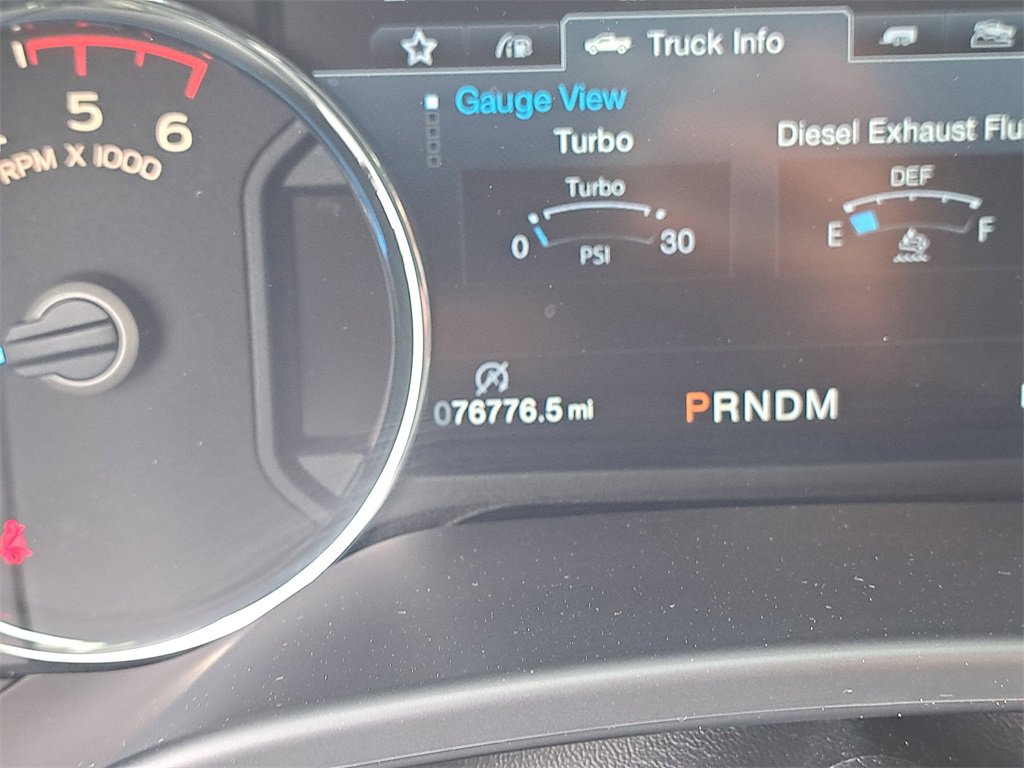 Truck Info
Gauge View
Turbo
Diesel Exhaust Flu
Turbo
DEF
0 30
PSI
E F
5
6
RPM X 1000
076776.5 mi
PRNDM